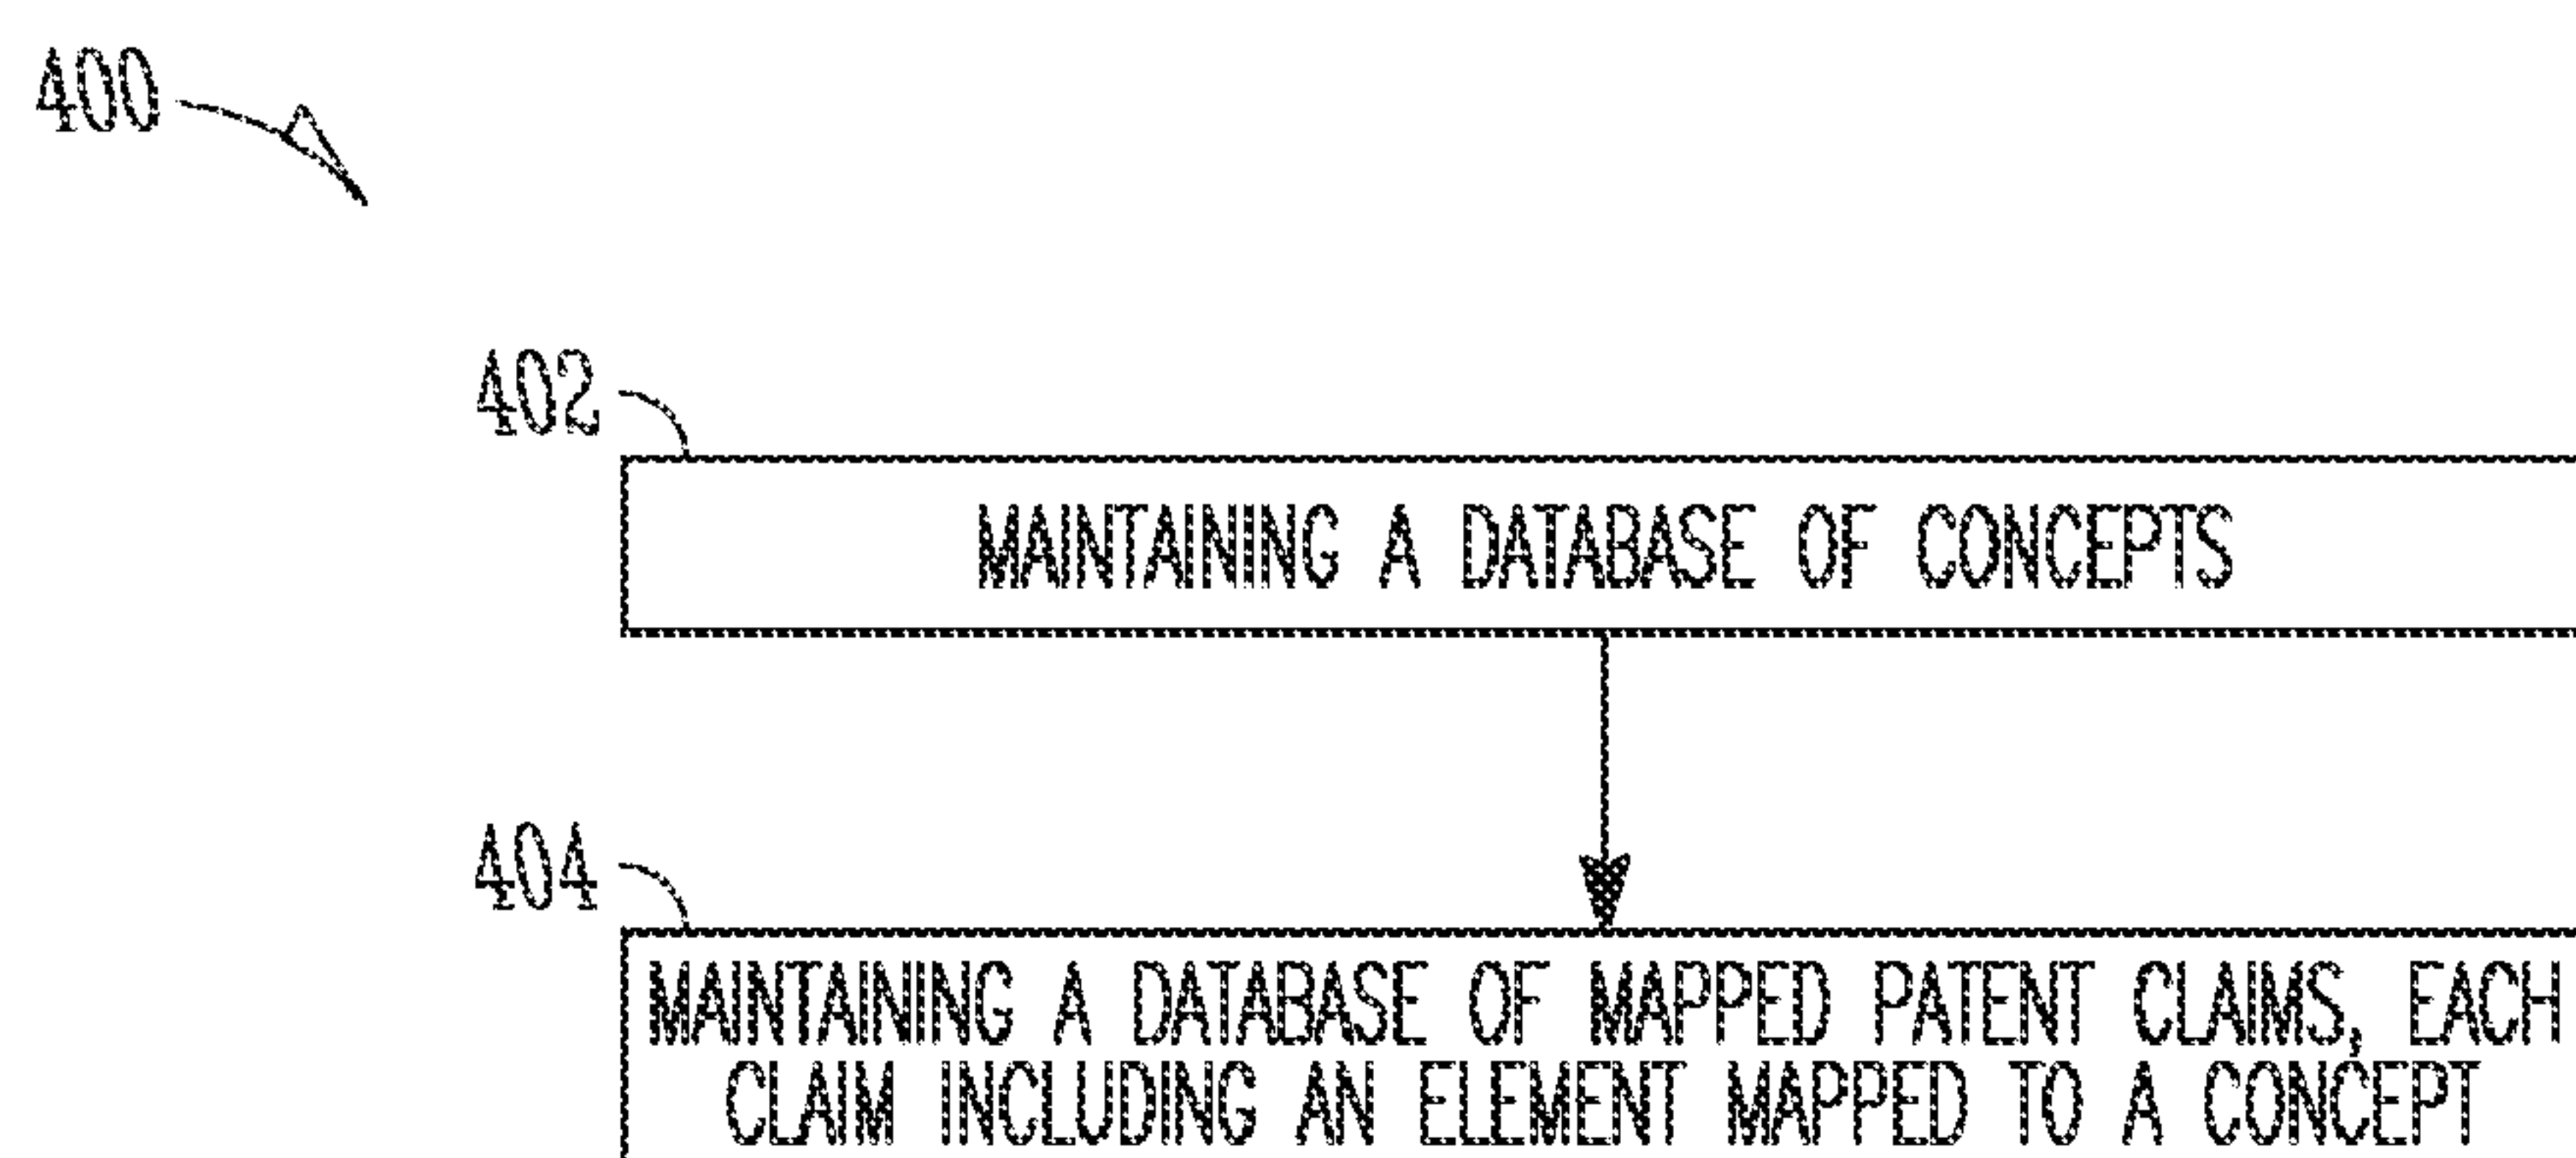 400
402
MAINTAINING A DATABASE OF CONCEPTS
404
MAINTAINING A DATABASE OF MAPPED PATENT CLAIMS, EACH
CLAIM INCLUDING AN ELEMENT MAPPED TO A CONCEPT